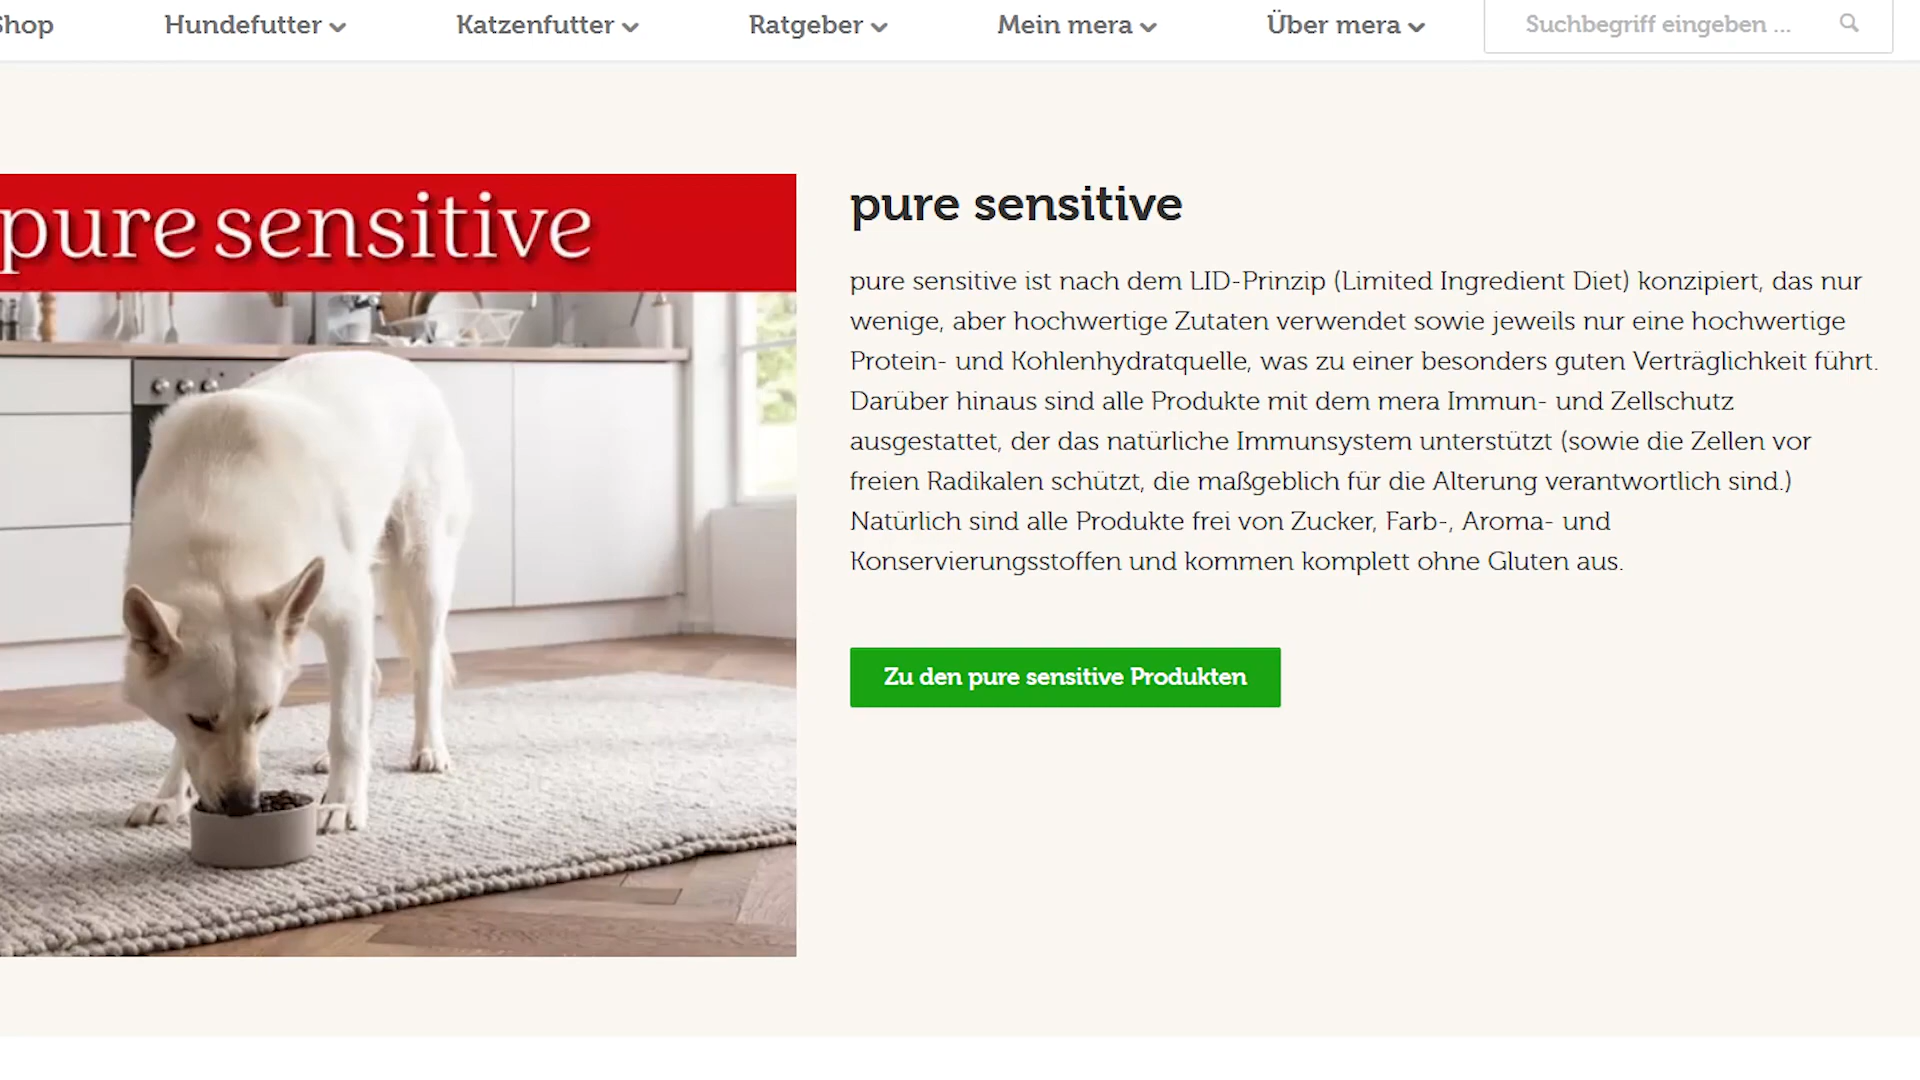 Hundefutter
Katzenfutter
Ratgeber
Mein mera
Über mera
Suchbegriff eingeben ...
pure sensitive
pure sensitive
pure sensitive ist nach dem LID-Prinzip (Limited Ingredient Diet) konzipiert, das nur
wenige, aber hochwertige Zutaten verwendet sowie jeweils nur eine hochwertige
Protein- und Kohlenhydratquelle, was zu einer besonders guten Verträglichkeit führt.
Darüber hinaus sind alle Produkte mit dem mera Immun- und Zellschutz
ausgestattet, der das natürliche Immunsystem unterstützt (sowie die Zellen vor
freien Radikalen schützt, die maßgeblich für die Alterung verantwortlich sind.)
Natürlich sind alle Produkte frei von Zucker, Farb-, Aroma- und
Konservierungsstoffen und kommen komplett ohne Gluten aus.
Zu den pure sensitive Produkten